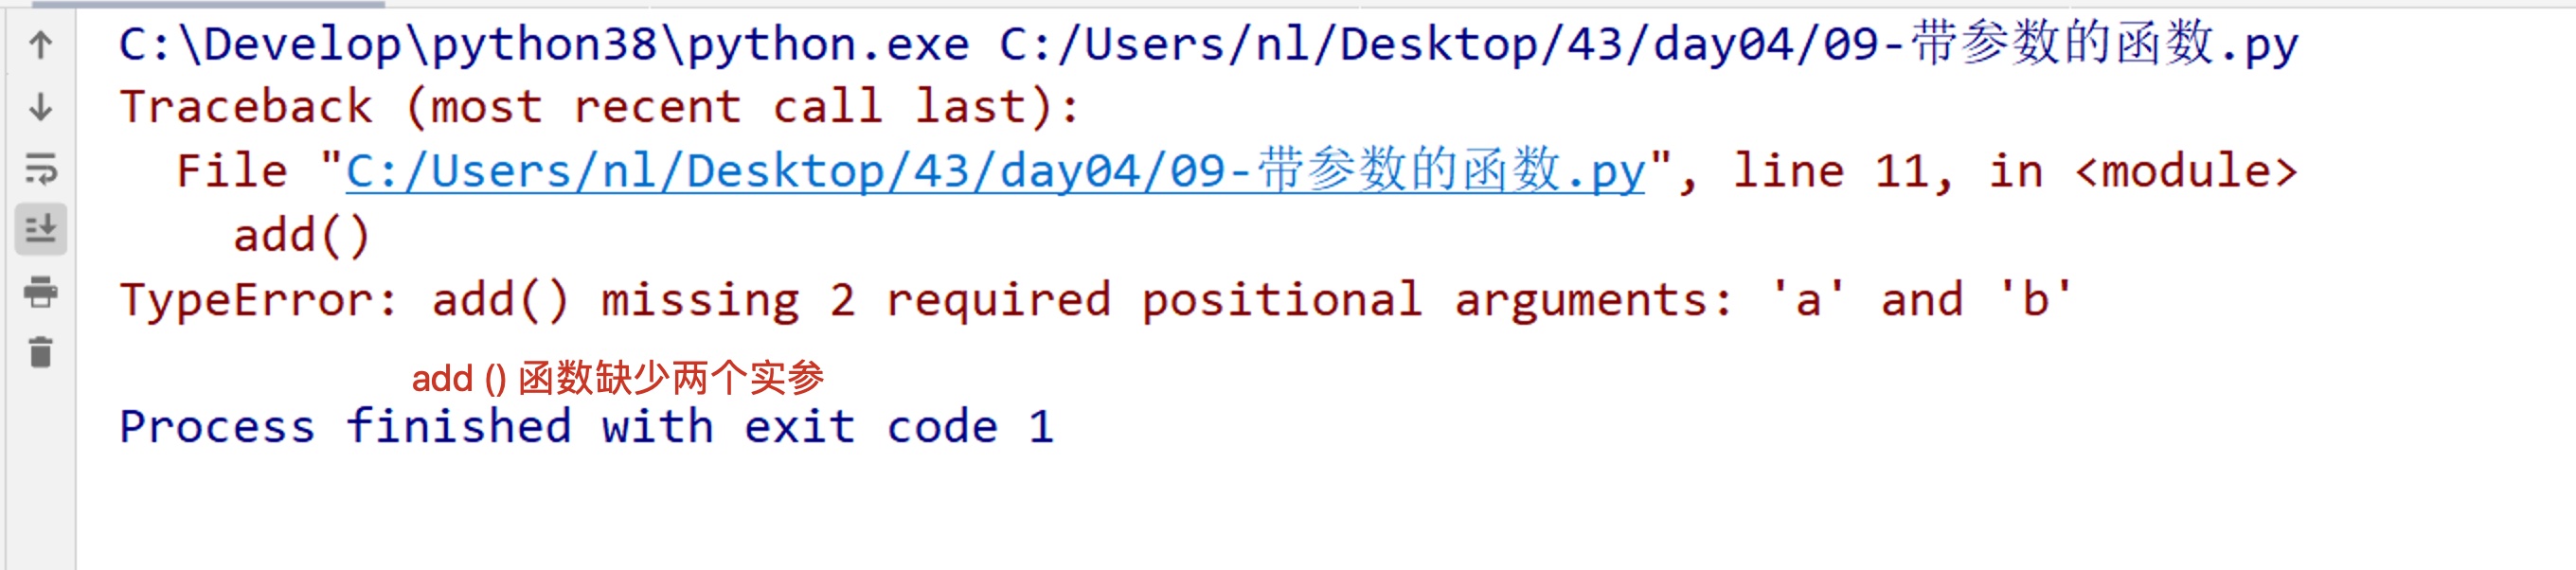 C:\Develop\python38\python.exe C:/Users/nl/Desktop/43/day04/09-带参数的函数.py
Traceback (most recent call last):
  File "C:/Users/nl/Desktop/43/day04/09-带参数的函数.py", line 11, in <module>
    add()
TypeError: add() missing 2 required positional arguments: 'a' and 'b'
add () 函数缺少两个实参
Process finished with exit code 1